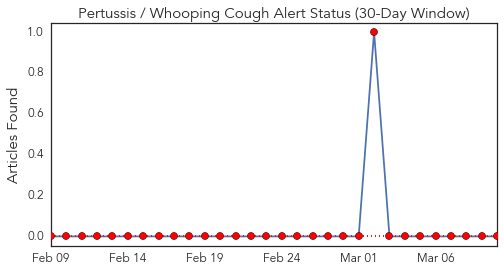 Pertussis / Whooping Cough Alert Status (30-Day Window)
Articles Found
1.0
0.8
0.6
0.4
0.2
0.0
Feb 09 Feb 14 Feb 19 Feb 24 Mar 01 Mar 06